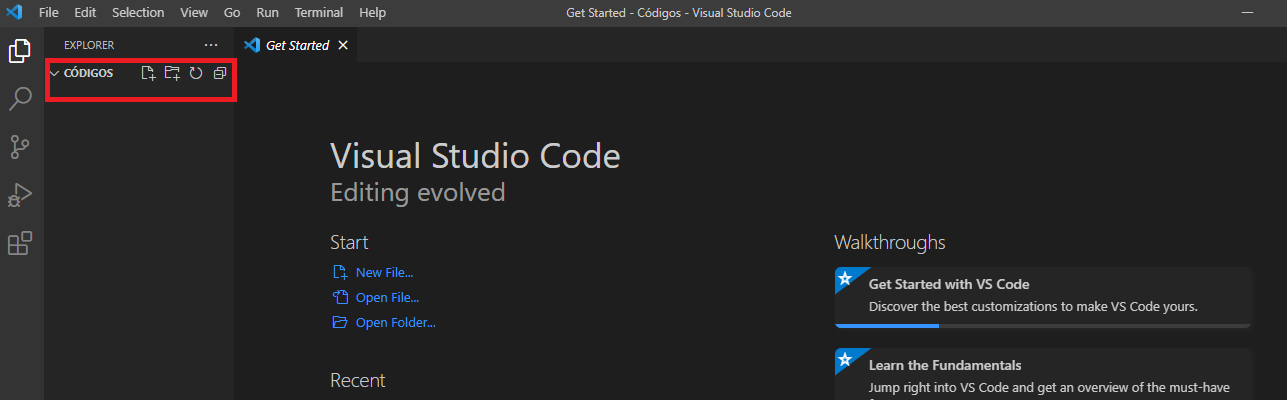 File Edit Selection View Go Run Terminal Help Get Started - Códigos - Visual Studio Code
EXPLORER ...
Get Started
CÓDIGOS
Visual Studio Code
Editing evolved
Start
New File...
Open File...
Open Folder...
Recent
Walkthroughs
Get Started with VS Code
Discover the best customizations to make VS Code yours.
Learn the Fundamentals
Jump right into VS Code and get an overview of the must-have